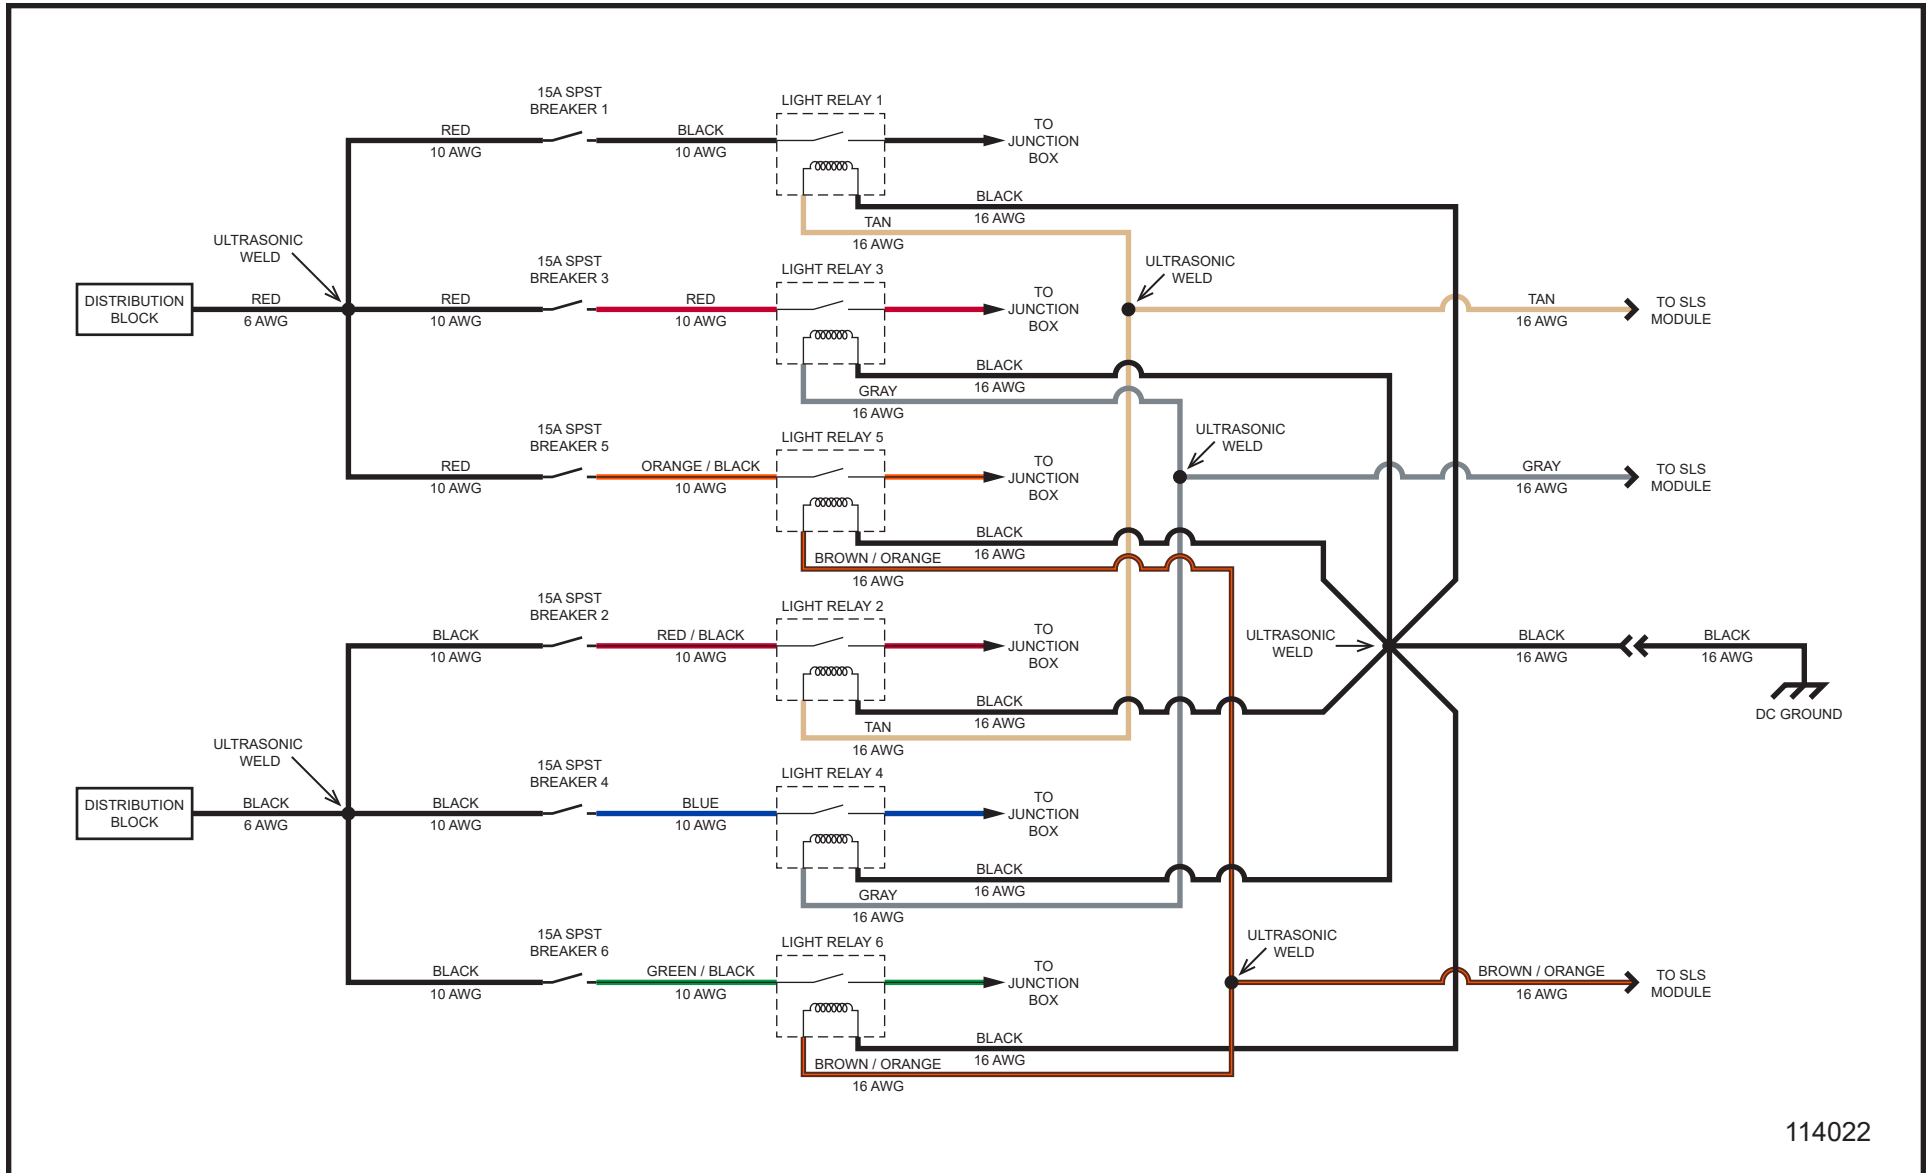 15A SPST
BREAKER 1
LIGHT RELAY 1
RED
10 AWG
BLACK
10 AWG
TO
JUNCTION
BOX
BLACK
16 AWG
TAN
16 AWG
ULTRASONIC
WELD
15A SPST
BREAKER 3
LIGHT RELAY 3
ULTRASONIC
WELD
DISTRIBUTION
BLOCK
RED
6 AWG
RED
10 AWG
RED
10 AWG
TO
JUNCTION
BOX
TAN
16 AWG
TO SLS
MODULE
BLACK
16 AWG
GRAY
16 AWG
15A SPST
BREAKER 5
LIGHT RELAY 5
ULTRASONIC
WELD
RED
10 AWG
ORANGE / BLACK
10 AWG
TO
JUNCTION
BOX
GRAY
16 AWG
TO SLS
MODULE
BLACK
16 AWG
BROWN / ORANGE
16 AWG
15A SPST
BREAKER 2
LIGHT RELAY 2
BLACK
10 AWG
RED / BLACK
10 AWG
TO
JUNCTION
BOX
ULTRASONIC
WELD
BLACK
16 AWG
BLACK
16 AWG
DC GROUND
BLACK
16 AWG
TAN
16 AWG
ULTRASONIC
WELD
15A SPST
BREAKER 4
LIGHT RELAY 4
DISTRIBUTION
BLOCK
BLACK
6 AWG
BLACK
10 AWG
BLUE
10 AWG
TO
JUNCTION
BOX
BLACK
16 AWG
GRAY
16 AWG
15A SPST
BREAKER 6
LIGHT RELAY 6
ULTRASONIC
WELD
BLACK
10 AWG
GREEN / BLACK
10 AWG
TO
JUNCTION
BOX
BROWN / ORANGE
16 AWG
TO SLS
MODULE
BLACK
16 AWG
BROWN / ORANGE
16 AWG
114022